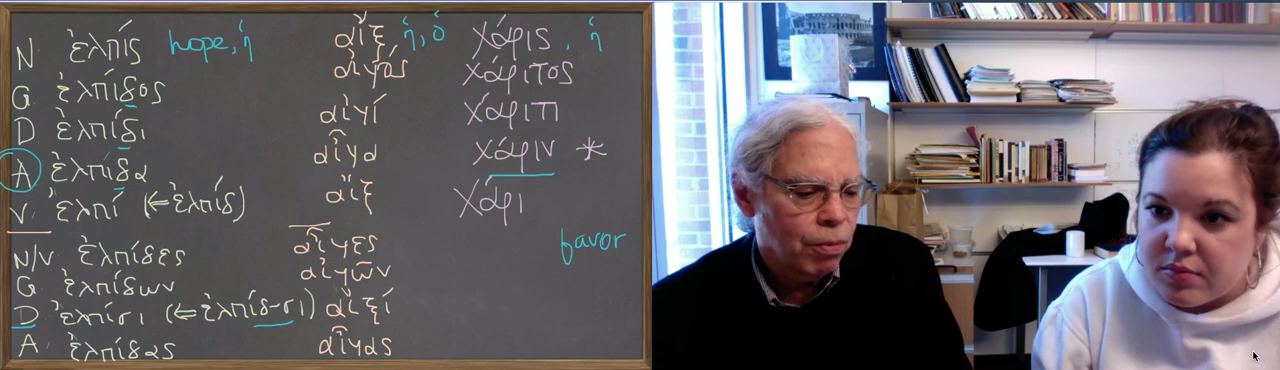 N ἐλπίς hope, ἡ αἴξ ἡ, ὁ χάρις, ἡ
G ἐλπίδος αἰγός χάριτος
D ἐλπίδι αἰγί χάριτι
A ἐλπίδα αἶγα χάριν *
V ἐλπί (⇐ἐλπίδ) αἴξ χάρι
favor
N/V ἐλπίδες αἶγες
G ἐλπίδων αἰγῶν
D ἐλπίσι (⇐ἐλπίδ-σι) αἰξί
A ἐλπίδας αἶγας